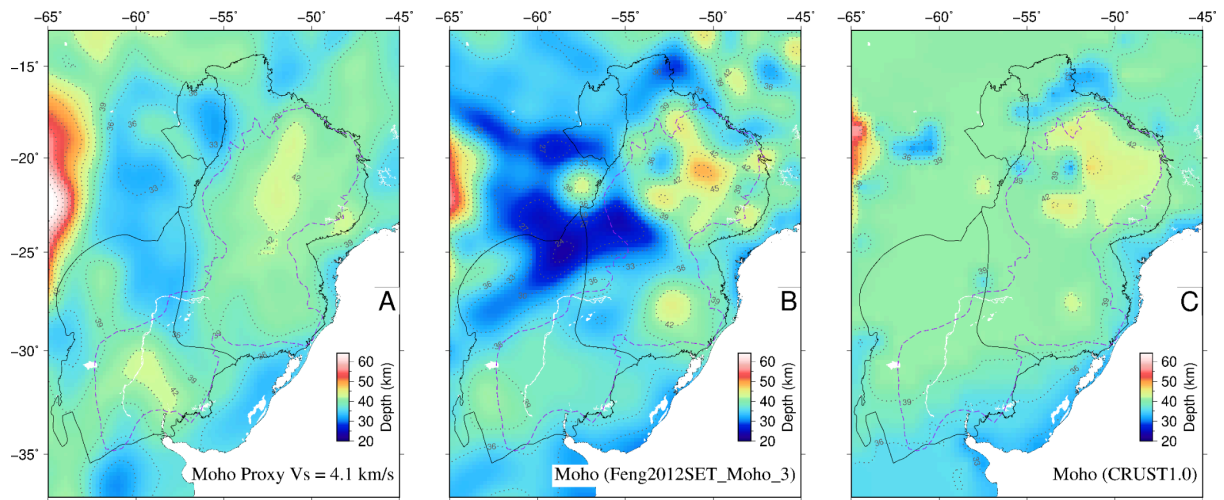 −65˚ −60˚ −55˚ −50˚ −45˚
−65˚ −60˚ −55˚ −50˚ −45˚
−65˚ −60˚ −55˚ −50˚ −45˚
−15˚
−20˚
−25˚
−30˚
−35˚
A
60
50
40
30
20
Depth (km)
Moho Proxy Vs = 4.1 km/s
B
60
50
40
30
20
Depth (km)
Moho (Feng2012SET_Moho_3)
C
60
50
40
30
20
Depth (km)
Moho (CRUST1.0)